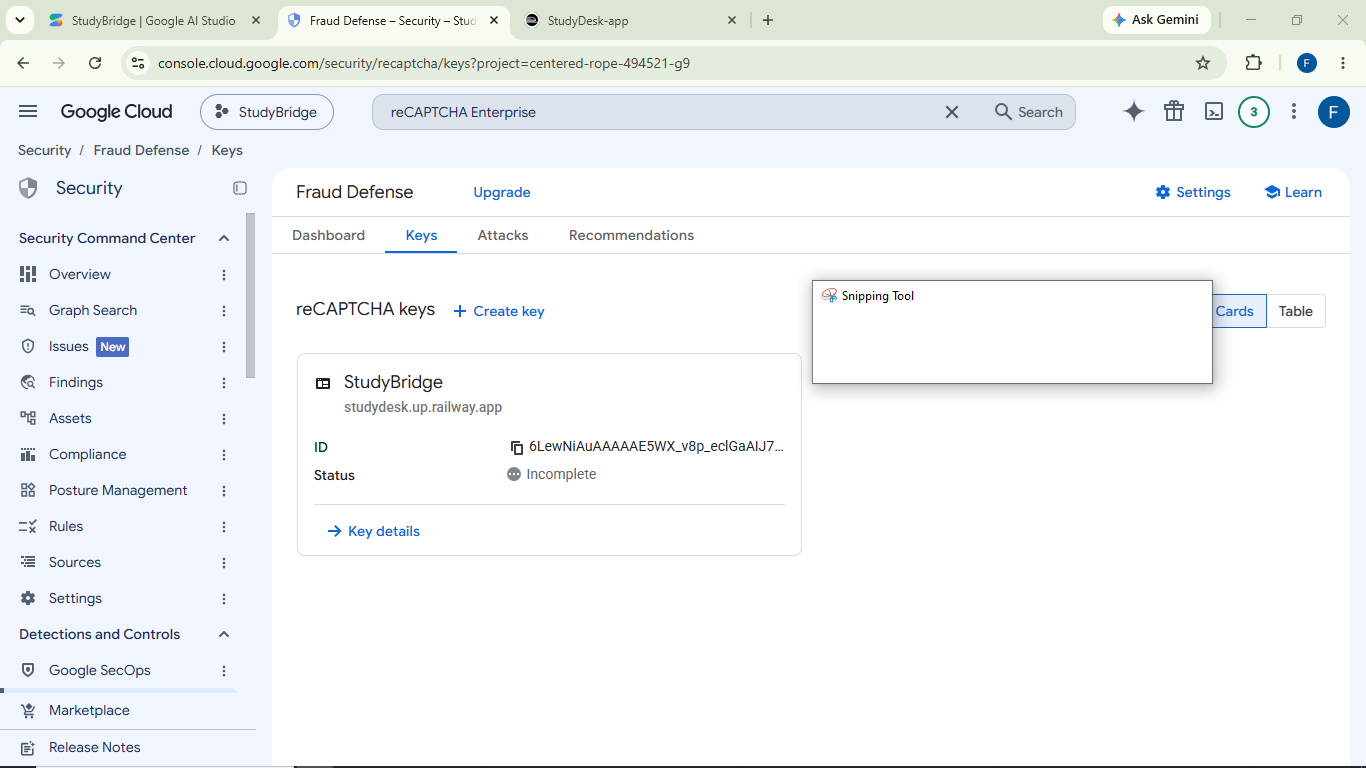 StudyBridge | Google AI Studio
Fraud Defense – Security – Stud
StudyDesk-app
Ask Gemini
console.cloud.google.com/security/recaptcha/keys?project=centered-rope-494521-g9
F
Google Cloud
StudyBridge
reCAPTCHA Enterprise
Search
3
F
Security / Fraud Defense / Keys
Security
Fraud Defense
Upgrade
Settings
Learn
Security Command Center
Dashboard
Keys
Attacks
Recommendations
Overview
Graph Search
Issues New
Findings
Assets
Compliance
Posture Management
Rules
Sources
Settings
Detections and Controls
Google SecOps
Marketplace
Release Notes
reCAPTCHA keys
+ Create key
Snipping Tool
Cards
Table
StudyBridge
studydesk.up.railway.app
ID
6LewNiAuAAAAAE5WX_v8p_eclGaAIJ7...
Status
Incomplete
Key details